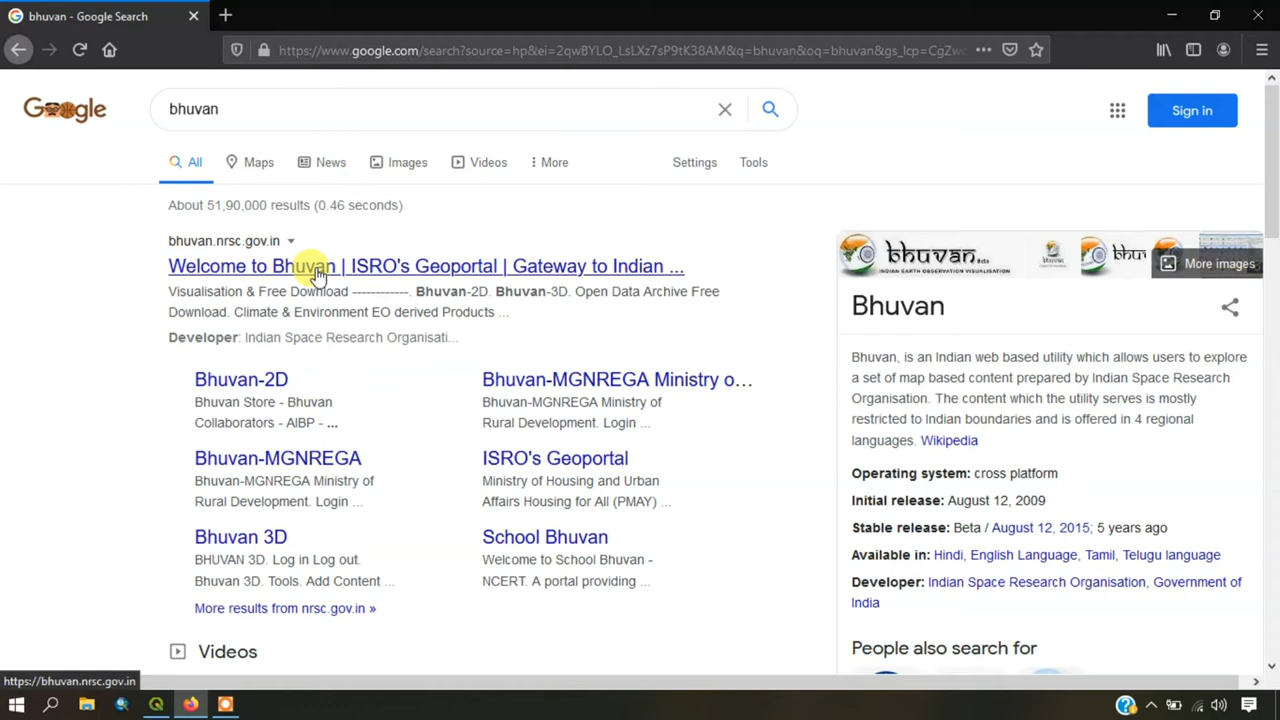 bhuvan - Google Search
https://www.google.com/search?source=hp&ei=2qwBYLO_LsLXz7sP9tK38AM&q=bhuvan&oq=bhuvan&gs_lcp=CgZw
Google
bhuvan
Sign in
All
Maps
News
Images
Videos
More
Settings
Tools
About 51,90,000 results (0.46 seconds)
bhuvan.nrsc.gov.in
Welcome to Bhuvan | ISRO's Geoportal | Gateway to Indian ...
Visualisation & Free Download ------------. Bhuvan-2D. Bhuvan-3D. Open Data Archive Free
Download. Climate & Environment EO derived Products ...
Developer: Indian Space Research Organisati...
Bhuvan-2D
Bhuvan Store - Bhuvan
Collaborators - AIBP - ...
Bhuvan-MGNREGA Ministry o...
Bhuvan-MGNREGA Ministry of
Rural Development. Login ...
Bhuvan-MGNREGA
Bhuvan-MGNREGA Ministry of
Rural Development. Login ...
ISRO's Geoportal
Ministry of Housing and Urban
Affairs Housing for All (PMAY) ...
Bhuvan 3D
BHUVAN 3D. Log in Log out.
Bhuvan 3D. Tools. Add Content ...
School Bhuvan
Welcome to School Bhuvan -
NCERT. A portal providing ...
More results from nrsc.gov.in »
Videos
bhuvan Beta
INDIAN EARTH OBSERVATION VISUALISATION
bhu
More images
Bhuvan
Bhuvan, is an Indian web based utility which allows users to explore
a set of map based content prepared by Indian Space Research
Organisation. The content which the utility serves is mostly
restricted to Indian boundaries and is offered in 4 regional
languages. Wikipedia
Operating system: cross platform
Initial release: August 12, 2009
Stable release: Beta / August 12, 2015; 5 years ago
Available in: Hindi, English Language, Tamil, Telugu language
Developer: Indian Space Research Organisation, Government of
India
People also search for
https://bhuvan.nrsc.gov.in